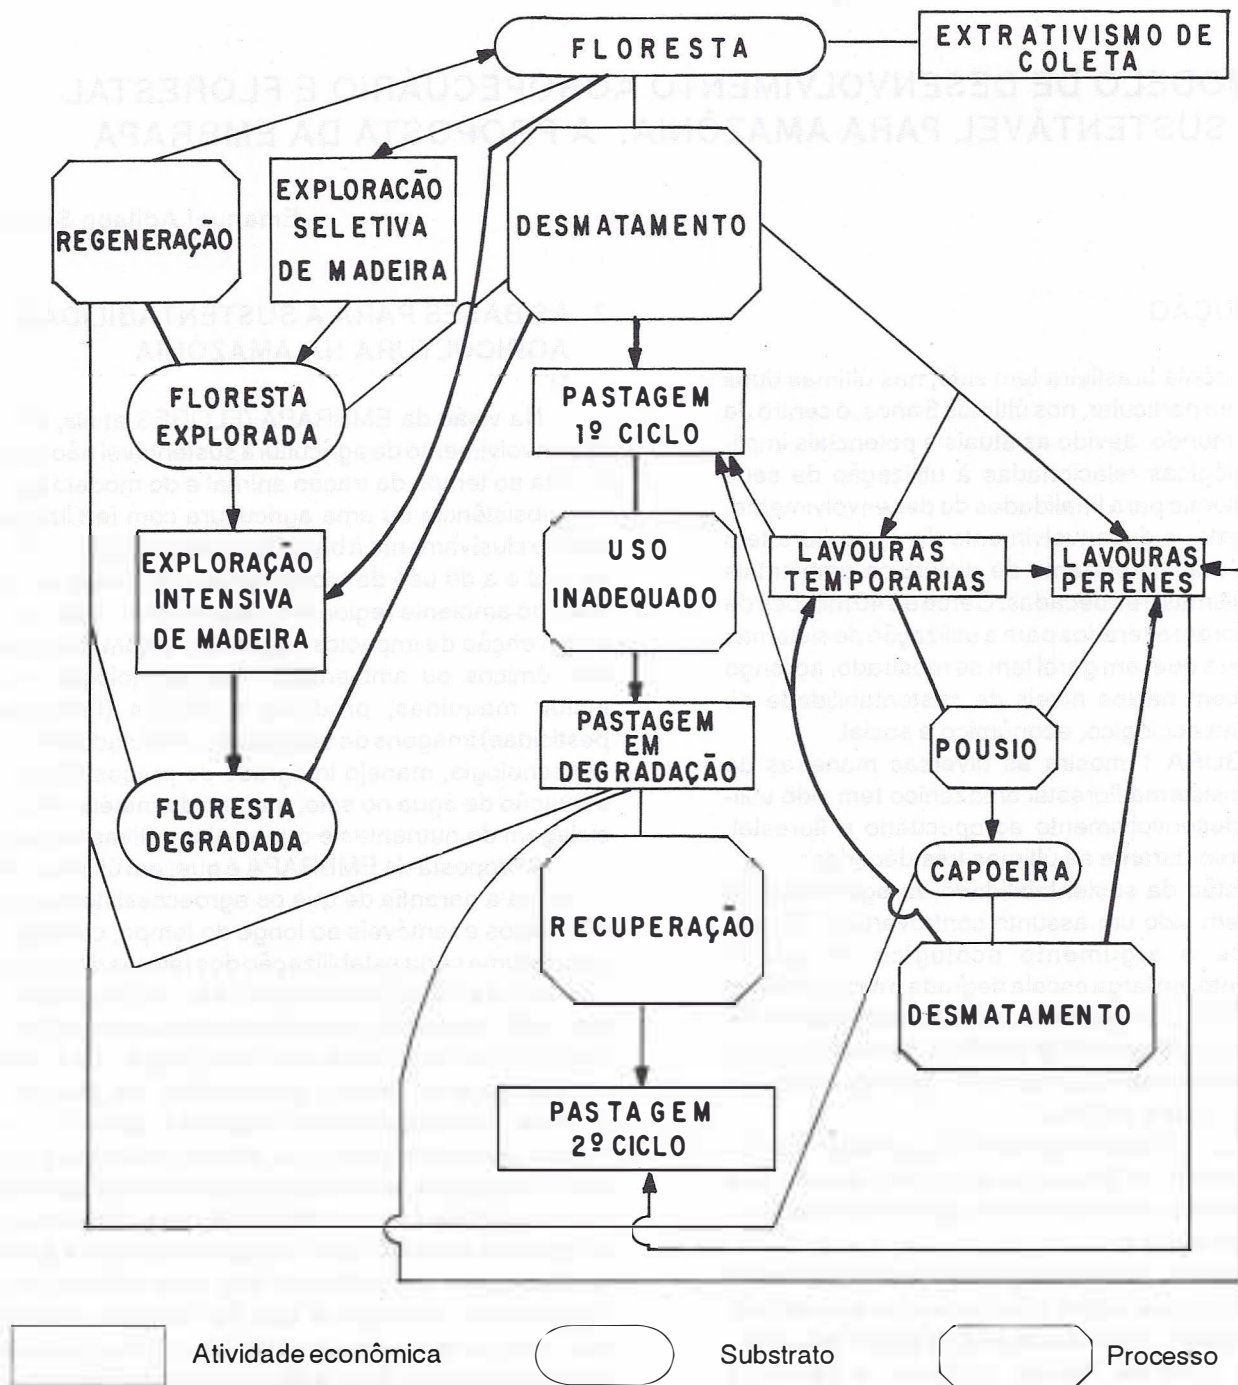 FLORESTA
EXTRATIVISMO DE
COLETA
REGENERAÇÃO
EXPLORACÃO
SELETIVA
DE MADEIRA
DESMATAMENTO
FLORESTA
EXPLORADA
PASTAGEM
1º CICLO
EXPLORAÇÃO
INTENSIVA
DE MADEIRA
USO
INADEQUADO
LAVOURAS
TEMPORÁRIAS
LAVOURAS
PERENES
PASTAGEM
EM
DEGRADAÇÃO
POUSIO
FLORESTA
DEGRADADA
CAPOEIRA
RECUPERAÇÃO
DESMATAMENTO
PASTAGEM
2º CICLO
Atividade econômica
Substrato
Processo